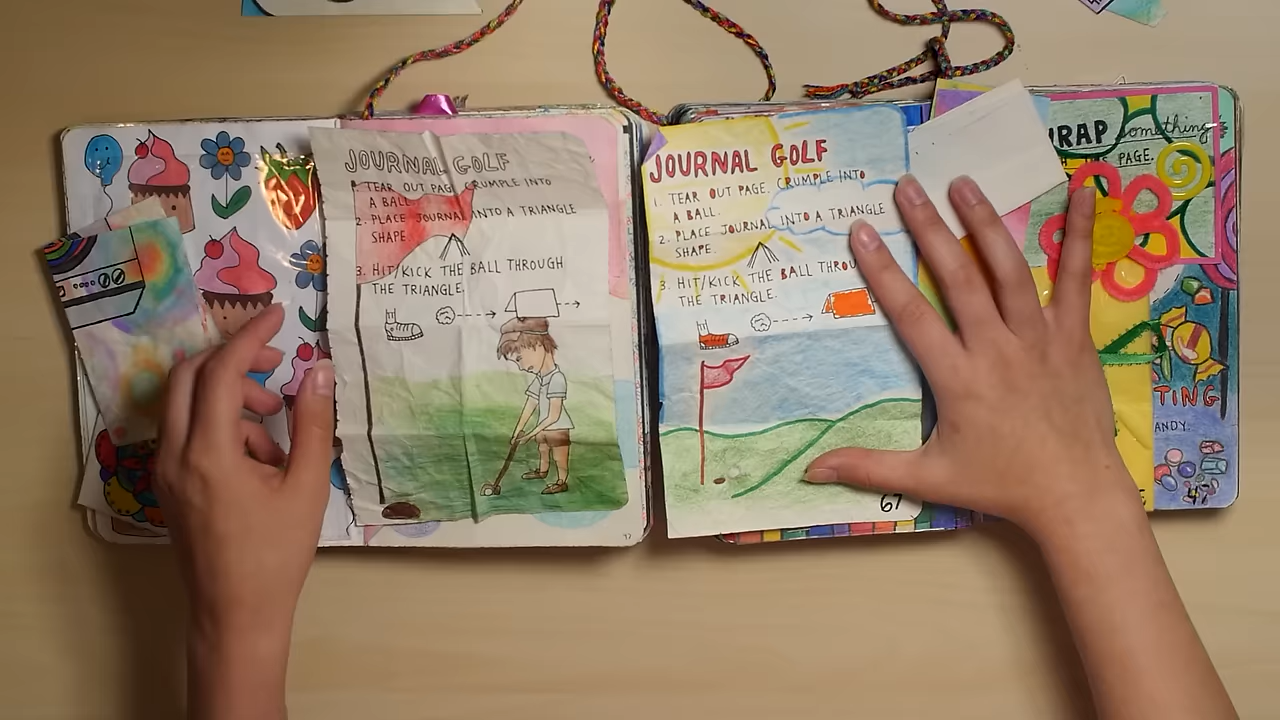 JOURNAL GOLF
1. TEAR OUT PAGE. CRUMPLE INTO
A BALL.
2. PLACE JOURNAL INTO A TRIANGLE
SHAPE.
3. HIT/KICK THE BALL THROUGH
THE TRIANGLE.
JOURNAL GOLF
1. TEAR OUT PAGE. CRUMPLE INTO
A BALL.
2. PLACE JOURNAL INTO A TRIANGLE
SHAPE.
3. HIT/KICK THE BALL THROU
THE TRIANGLE.
67
RAP something
PAGE.
TING
ANDY.